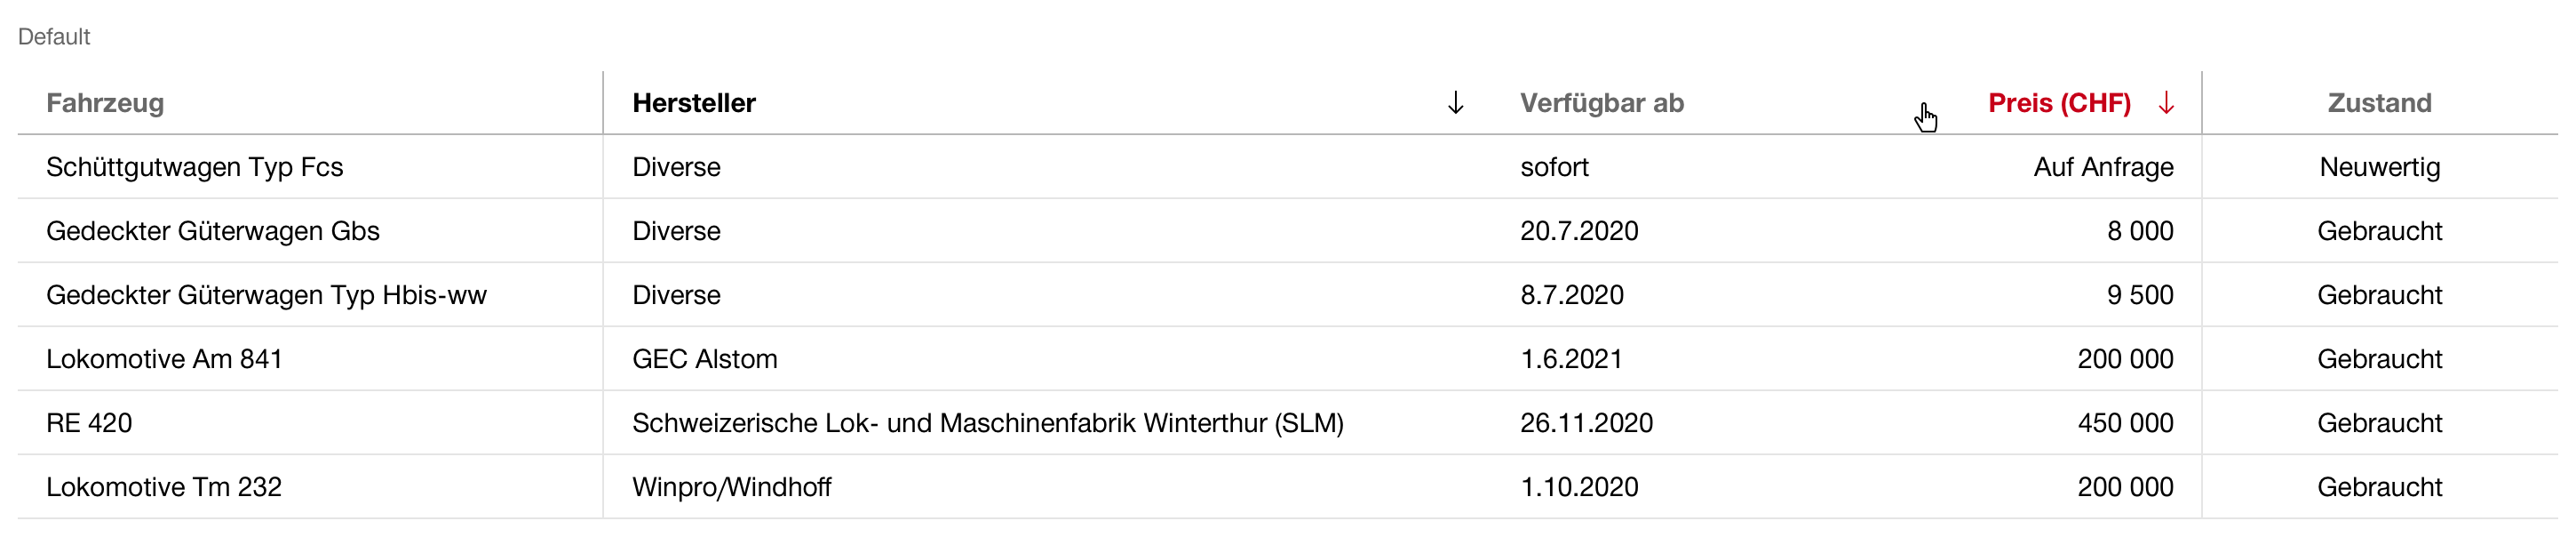 Default
Fahrzeug Hersteller ↓ Verfügbar ab Preis (CHF) ↓ Zustand
Schüttgutwagen Typ Fcs Diverse sofort Auf Anfrage Neuwertig
Gedeckter Güterwagen Gbs Diverse 20.7.2020 8 000 Gebraucht
Gedeckter Güterwagen Typ Hbis-ww Diverse 8.7.2020 9 500 Gebraucht
Lokomotive Am 841 GEC Alstom 1.6.2021 200 000 Gebraucht
RE 420 Schweizerische Lok- und Maschinenfabrik Winterthur (SLM) 26.11.2020 450 000 Gebraucht
Lokomotive Tm 232 Winpro/Windhoff 1.10.2020 200 000 Gebraucht